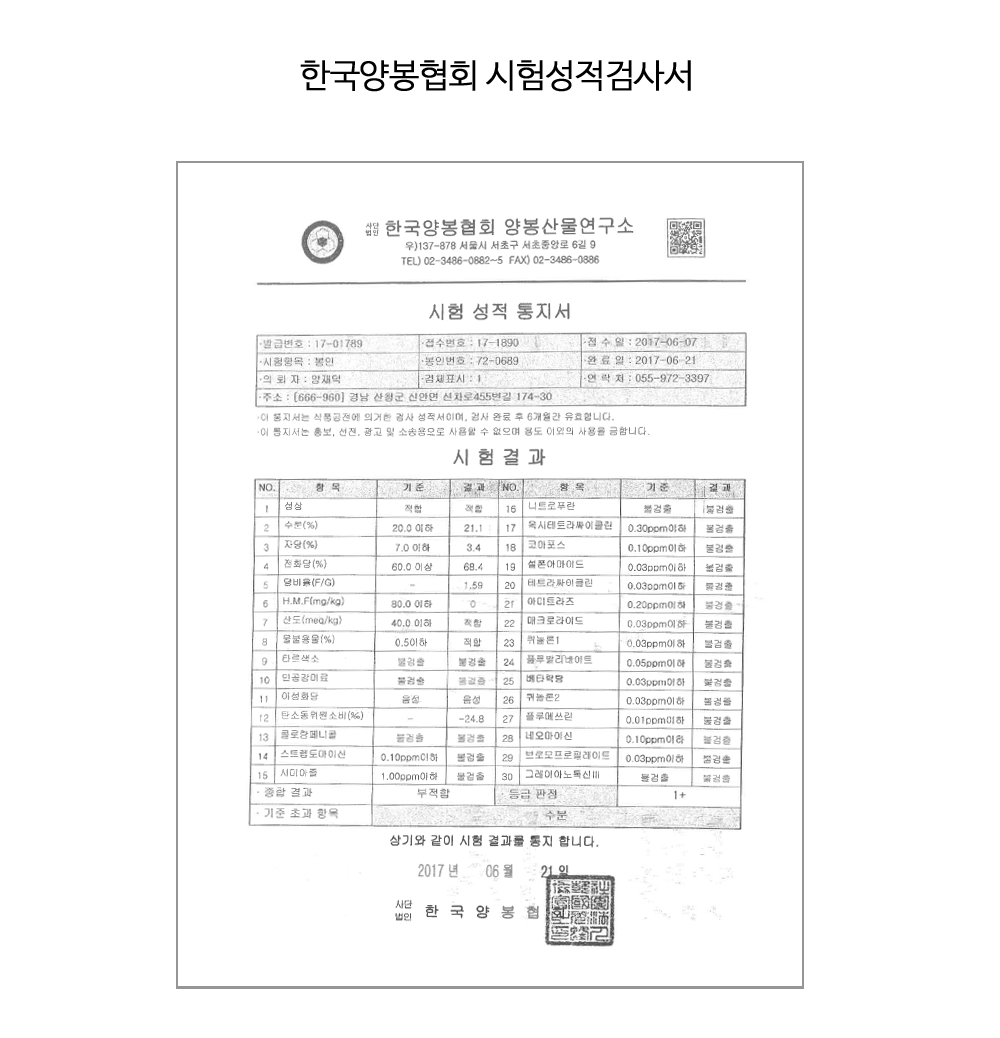 한국양봉협회 시험성적검사서
사단법인 한국양봉협회 양봉산물연구소
우)137-878 서울시 서초구 서초중앙로 6길 9
TEL) 02-3486-0882~5 FAX) 02-3486-0886
시험 성적 통지서
·발급번호 : 17-01789 ·접수번호 : 17-1890 ·접 수 일 : 2017-06-07
·시험항목 : 봉인 ·봉인번호 : 72-0689 ·완 료 일 : 2017-06-21
·의 뢰 자 : 양재덕 ·검체표시 : 1 ·연 락 처 : 055-972-3397
·주소 : [666-960] 경남 산청군 신안면 신차로455번길 174-30
·이 통지서는 식품공전에 의거한 검사 성적서이며, 검사 완료 후 6개월간 유효합니다.
·이 통지서는 홍보, 선전, 광고 및 소송용으로 사용할 수 없으며 용도 이외의 사용을 금합니다.
시 험 결 과
NO. 항 목 기 준 결 과 NO. 항 목 기 준 결 과
1 성상 적합 적합 16 니트로푸란 불검출 불검출
2 수분(%) 20.0 이하 21.1 17 옥시테트라싸이클린 0.30ppm이하 불검출
3 자당(%) 7.0 이하 3.4 18 코마포스 0.10ppm이하 불검출
4 전화당(%) 60.0 이상 68.4 19 설폰아마이드 0.03ppm이하 불검출
5 당비율(F/G) - 1.59 20 테트라싸이클린 0.03ppm이하 불검출
6 H.M.F(mg/kg) 80.0 이하 0 21 아미트라즈 0.20ppm이하 불검출
7 산도(meq/kg) 40.0 이하 적합 22 매크로라이드 0.03ppm이하 불검출
8 물불용물(%) 0.5이하 적합 23 퀴놀론1 0.03ppm이하 불검출
9 타르색소 불검출 불검출 24 플루발리네이트 0.05ppm이하 불검출
10 인공감미료 불검출 불검출 25 베타락탐 0.03ppm이하 불검출
11 이성화당 음성 음성 26 퀴놀론2 0.03ppm이하 불검출
12 탄소동위원소비(‰) - -24.8 27 플루메쓰린 0.01ppm이하 불검출
13 클로람페니콜 불검출 불검출 28 네오마이신 0.10ppm이하 불검출
14 스트렙토마이신 0.10ppm이하 불검출 29 브로모프로필레이트 0.03ppm이하 불검출
15 시미아졸 1.00ppm이하 불검출 30 그레이아노톡신III 불검출 불검출
· 종합 결과 부적합 등급 판정 1+
· 기준 초과 항목 수분
상기와 같이 시험 결과를 통지 합니다.
2017 년 06 월 21 일
사단법인 한 국 양 봉 협